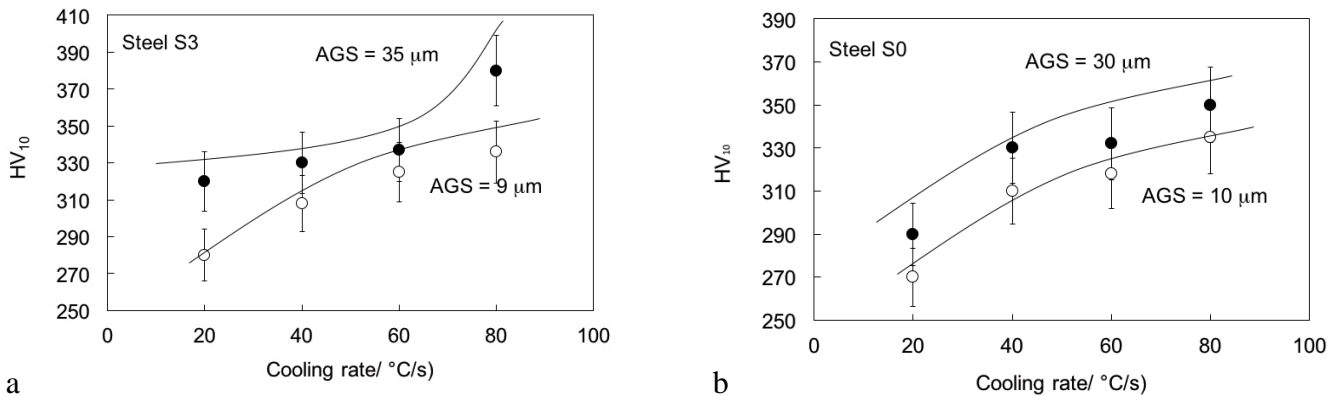 410
390
370
350
330
310
290
270
250
HV10
Steel S3
AGS = 35 μm
AGS = 9 μm
0 20 40 60 80 100
Cooling rate/ °C/s)
a
390
370
350
330
310
290
270
250
HV10
Steel S0
AGS = 30 μm
AGS = 10 μm
0 20 40 60 80 100
Cooling rate/ °C/s)
b